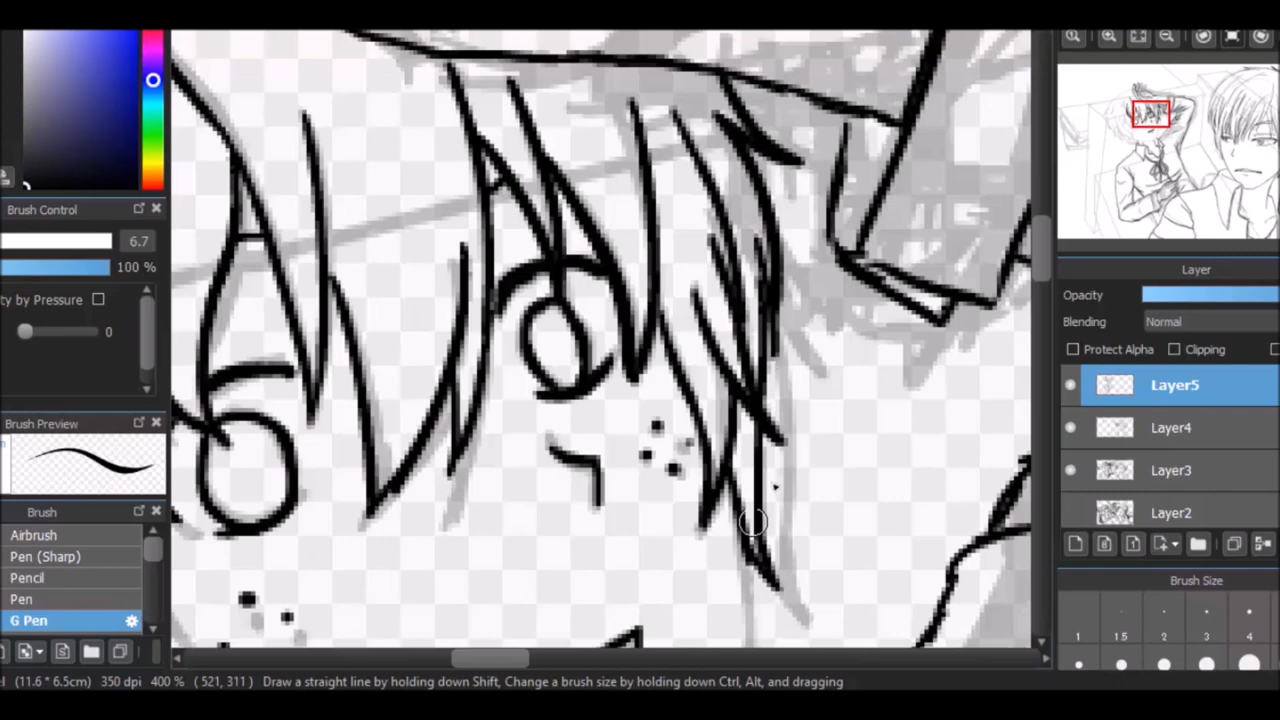 Brush Control
6.7
100 %
ty by Pressure
0
Brush Preview
Brush
Airbrush
Pen (Sharp)
Pencil
Pen
G Pen
Layer
Opacity
Blending Normal
Protect Alpha Clipping
Layer5
Layer4
Layer3
Layer2
Brush Size
1 1.5 2 3 4
el (11.6 * 6.5cm) 350 dpi 400 % ( 521, 311 ) Draw a straight line by holding down Shift, Change a brush size by holding down Ctrl, Alt, and dragging